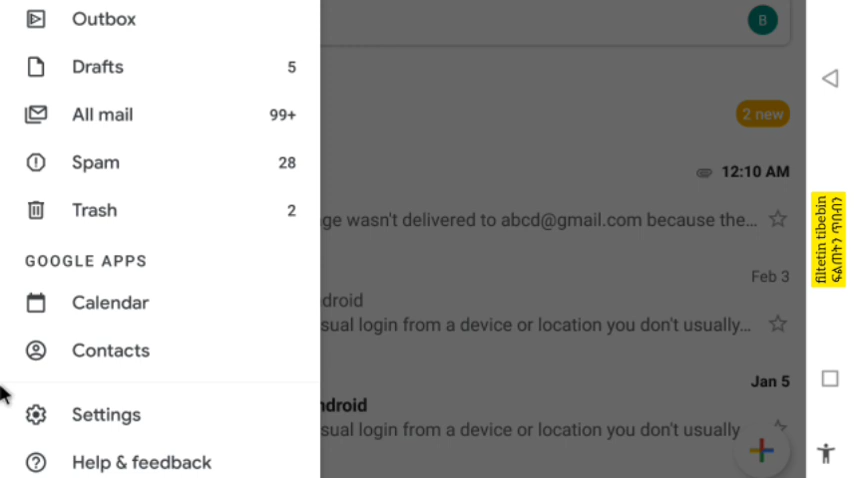 Outbox
Drafts 5
All mail 99+
Spam 28
Trash 2
GOOGLE APPS
Calendar
Contacts
Settings
Help & feedback
B
2 new
12:10 AM
ge wasn't delivered to abcd@gmail.com because the...
Feb 3
droid
sual login from a device or location you don't usually...
Jan 5
ndroid
sual login from a device or location you don't usually
filtetin tibebin
ፍልጠትን ጥበብን